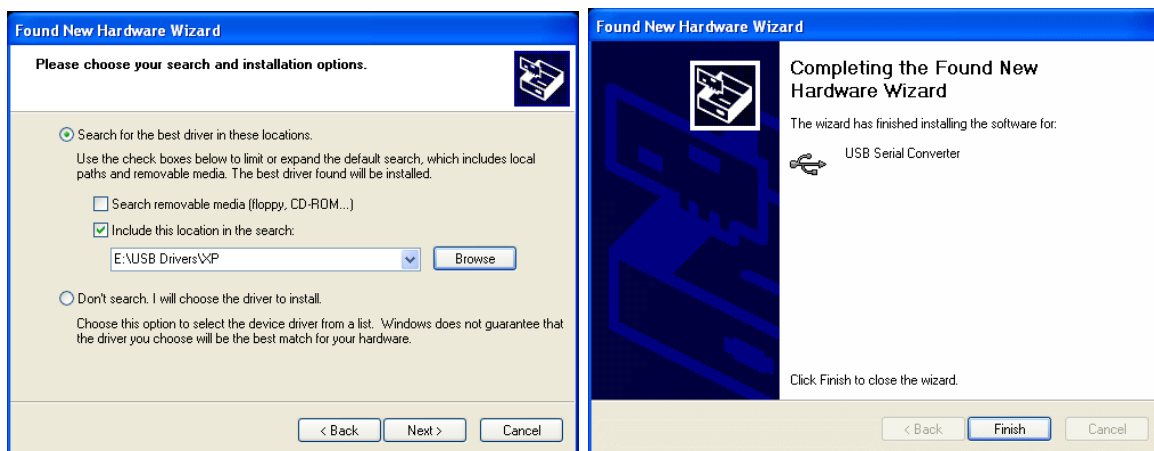 Found New Hardware Wizard
Please choose your search and installation options.
Search for the best driver in these locations.
Use the check boxes below to limit or expand the default search, which includes local
paths and removable media. The best driver found will be installed.
Search removable media (floppy, CD-ROM...)
Include this location in the search:
E:\USB Drivers\XP
Browse
Don't search. I will choose the driver to install.
Choose this option to select the device driver from a list. Windows does not guarantee that
the driver you choose will be the best match for your hardware.
< Back Next > Cancel
Found New Hardware Wizard
Completing the Found New
Hardware Wizard
The wizard has finished installing the software for:
USB Serial Converter
Click Finish to close the wizard.
< Back Finish Cancel